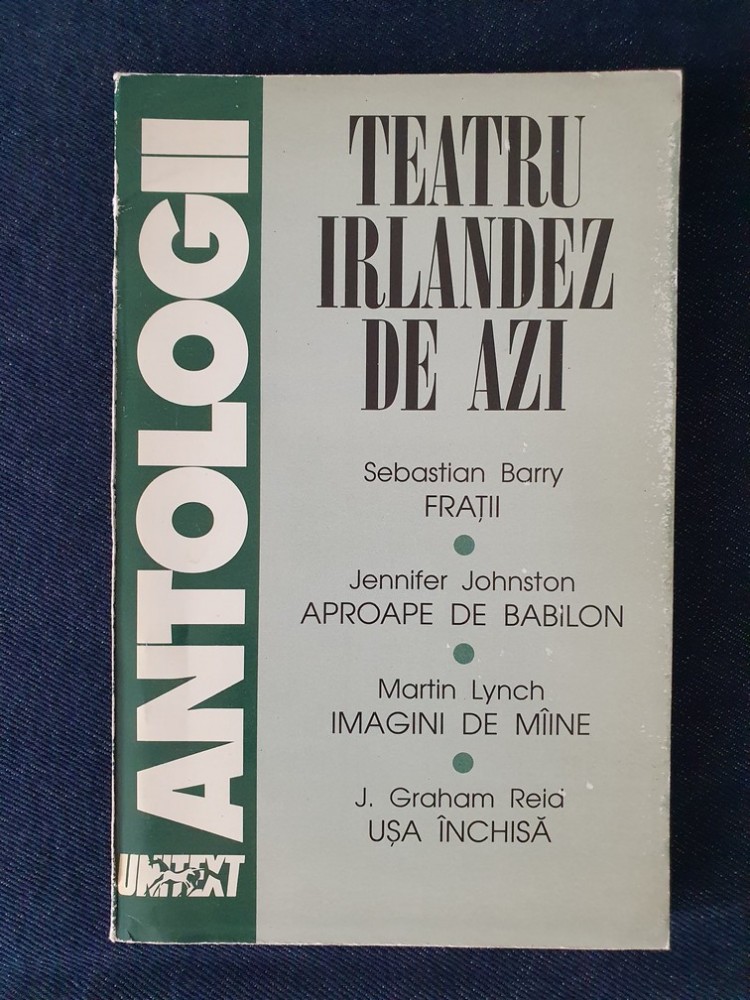 ANTOLOGII
UNITEXT
TEATRU
IRLANDEZ
DE AZI
Sebastian Barry
FRAȚII
Jennifer Johnston
APROAPE DE BABiLON
Martin Lynch
IMAGINI DE MÎINE
J. Graham Reid
UȘA ÎNCHISĂ